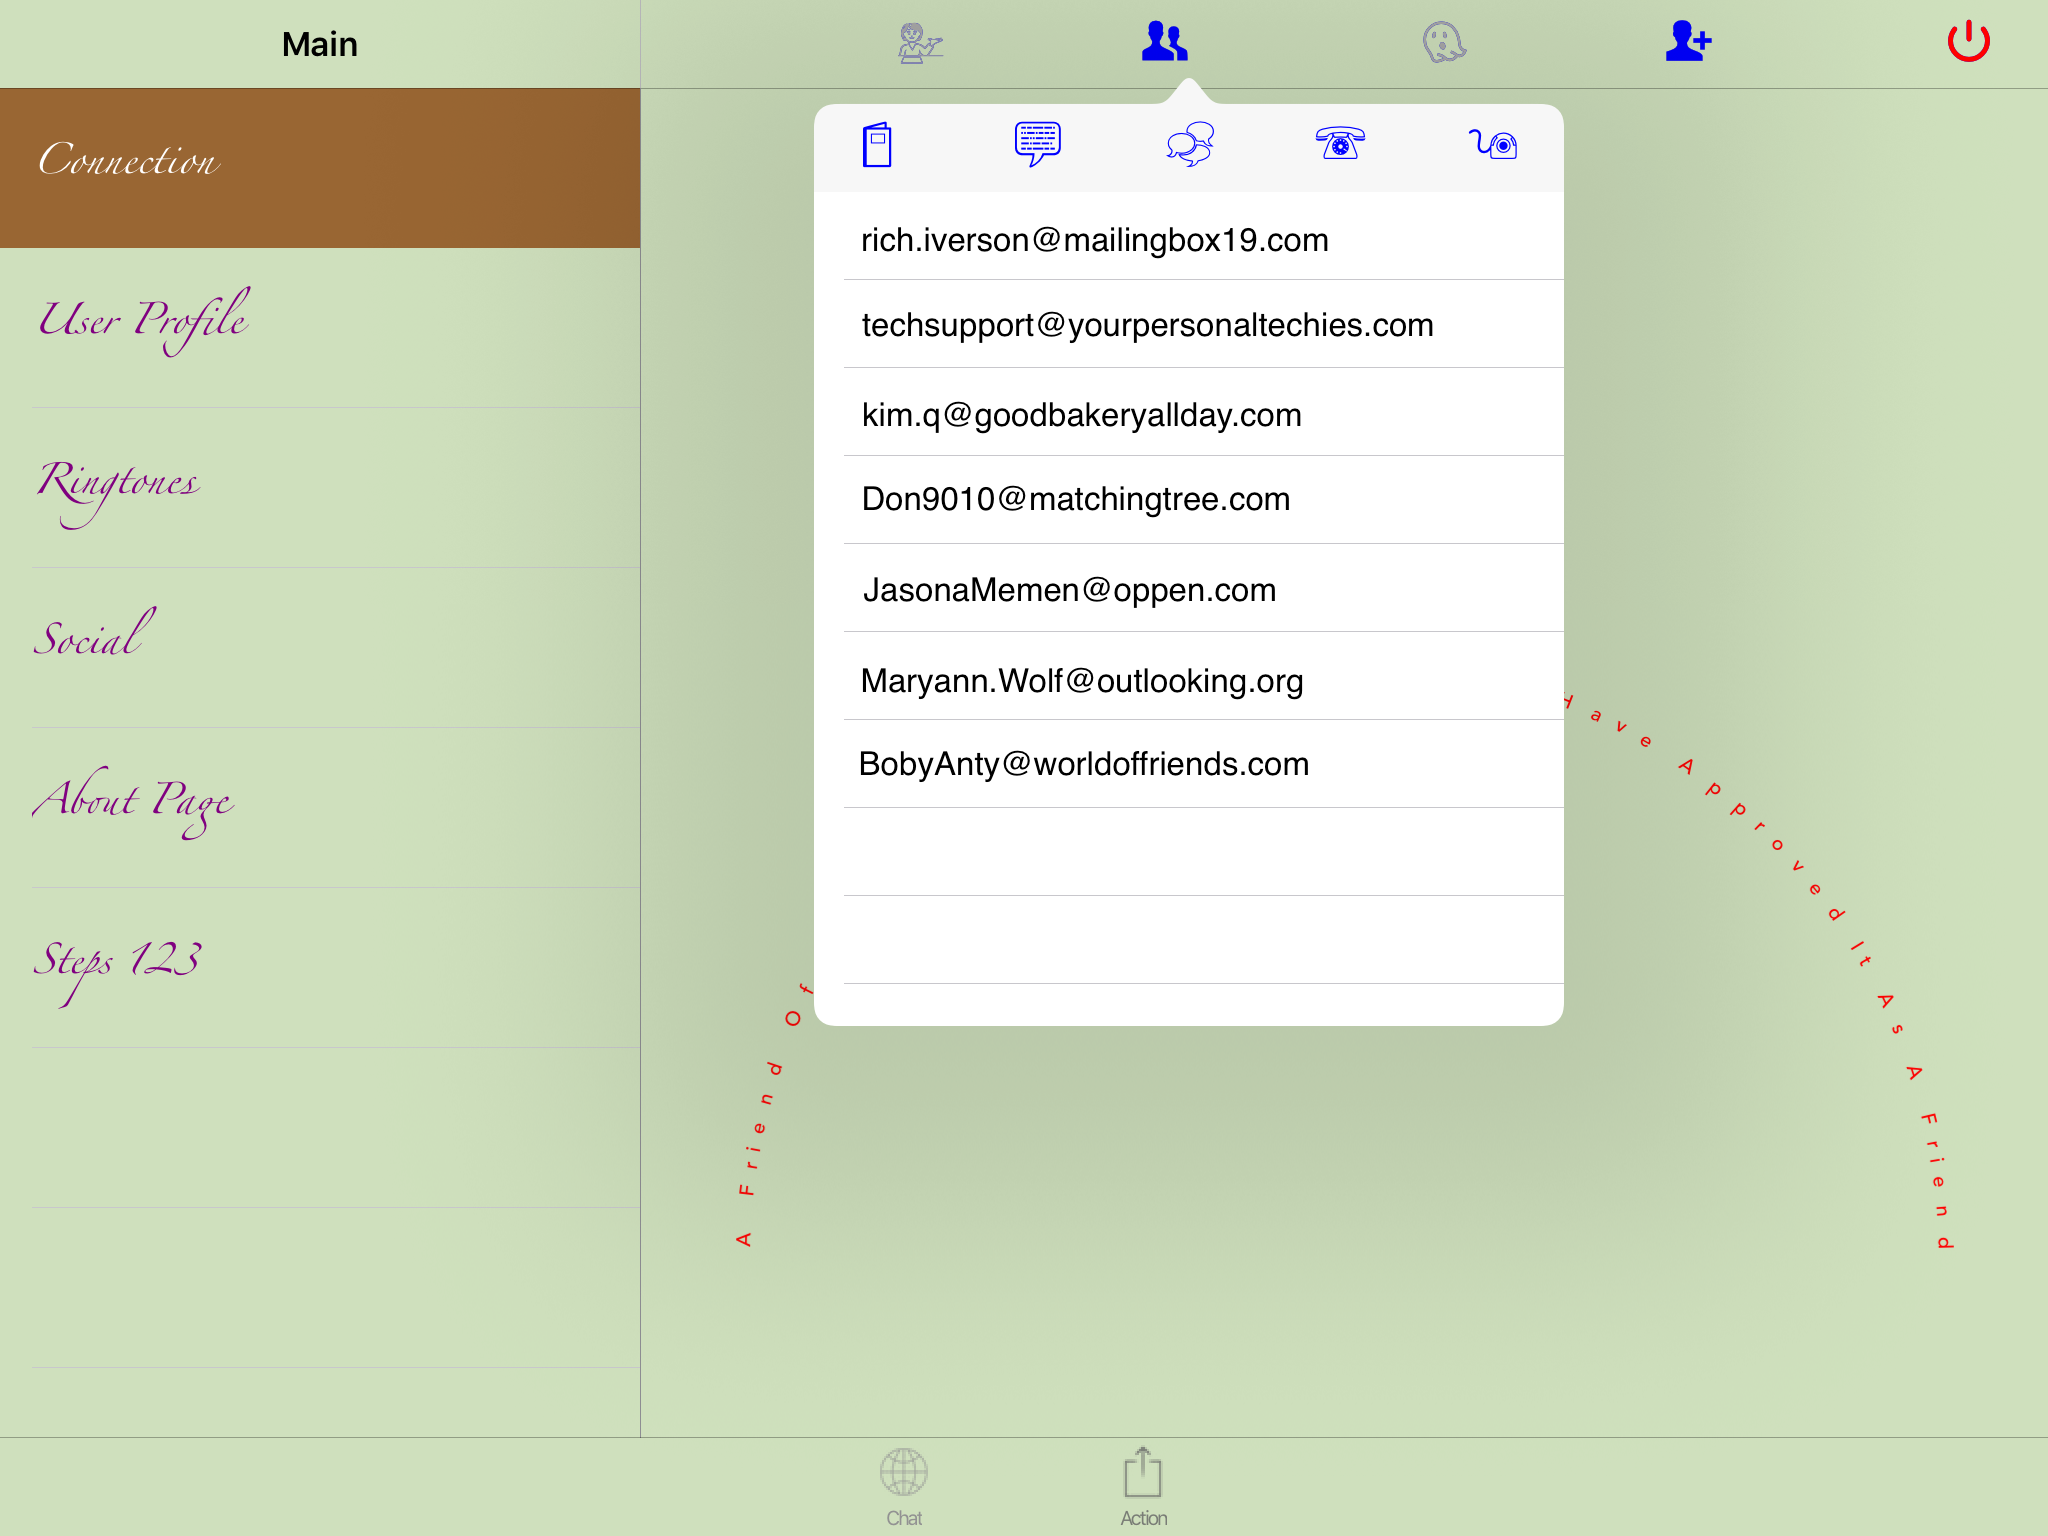 Main
Connection
User Profile
Ringtones
Social
About Page
Steps 123
rich.iverson@mailingbox19.com
techsupport@yourpersonaltechies.com
kim.q@goodbakeryallday.com
Don9010@matchingtree.com
JasonaMemen@oppen.com
Maryann.Wolf@outlooking.org
BobyAnty@worldoffriends.com
A Friend Of
Have Approved It As A Friend
Chat
Action